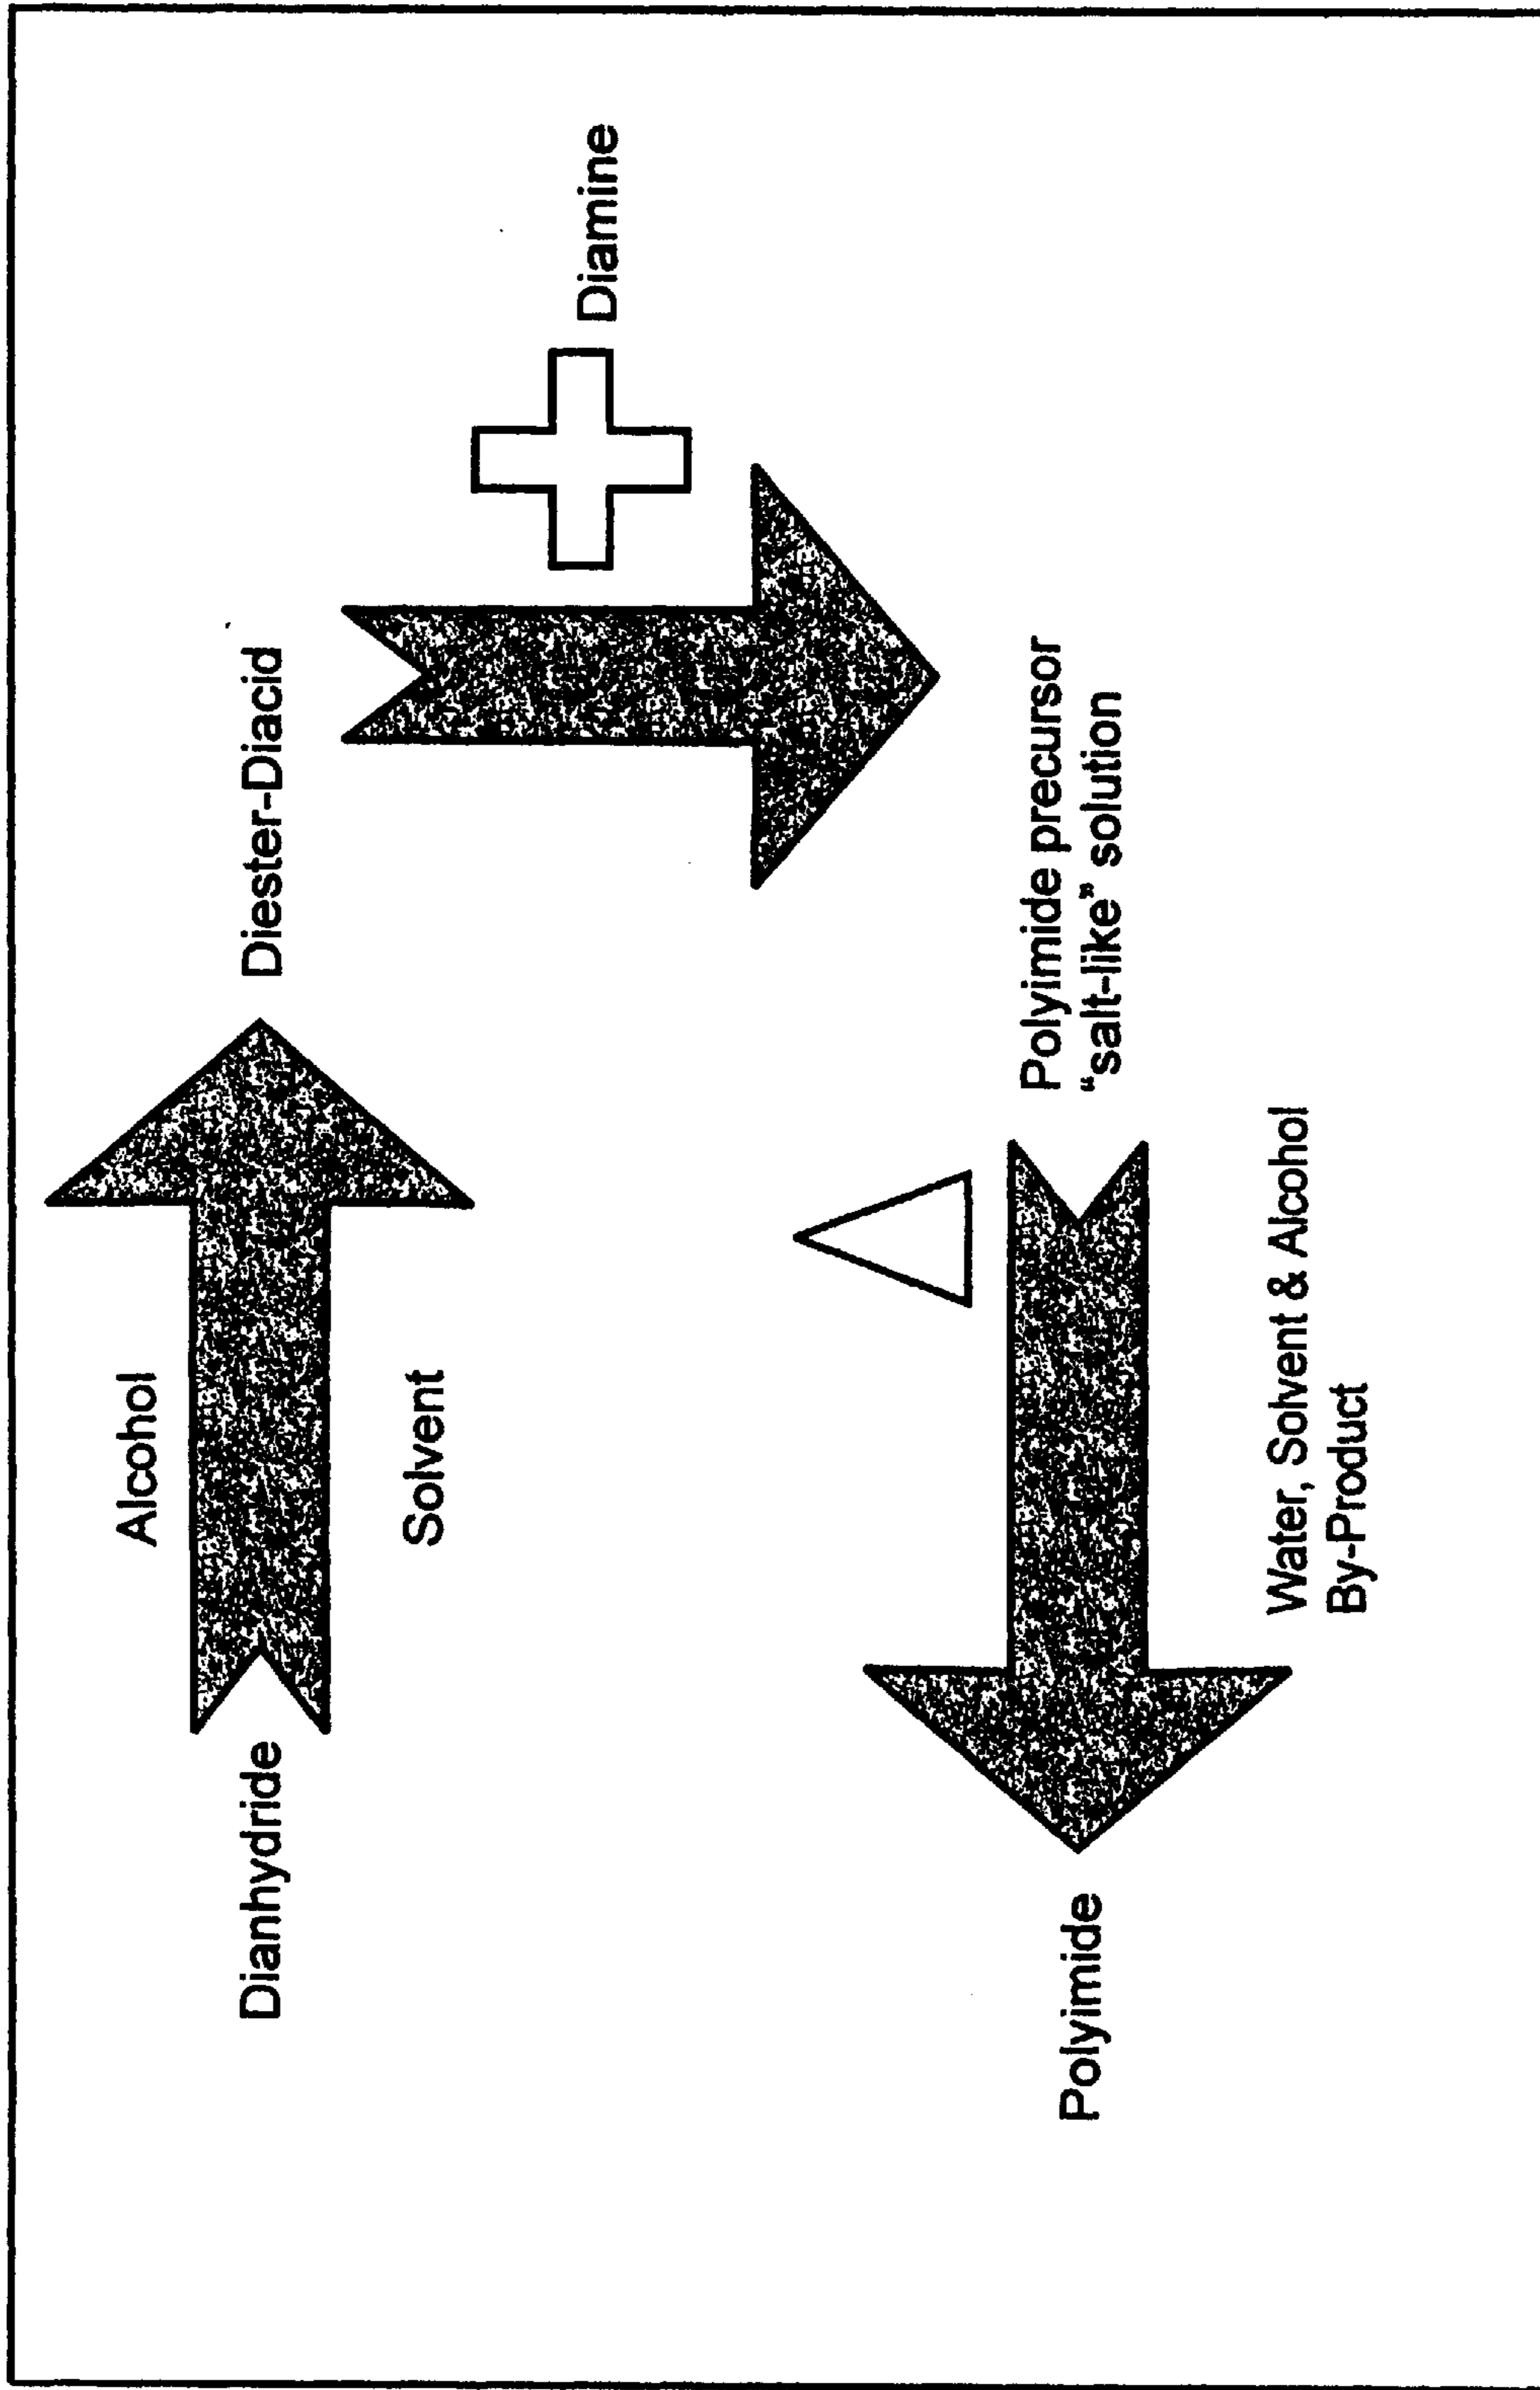 Alcohol
Dianhydride
Diester-Diacid
Solvent
Diamine
Polyimide precursor
“salt-like” solution
Polyimide
Water, Solvent & Alcohol
By-Product